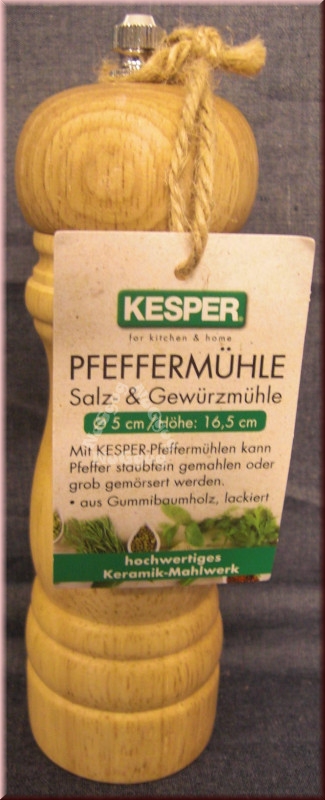 KESPER®
for kitchen & home
PFEFFERMÜHLE
Salz- & Gewürzmühle
Ø 5 cm / Höhe: 16,5 cm
Mit KESPER-Pfeffermühlen kann
Pfeffer staubfein gemahlen oder
grob gemörsert werden.
• aus Gummibaumholz, lackiert
hochwertiges
Keramik-Mahlwerk